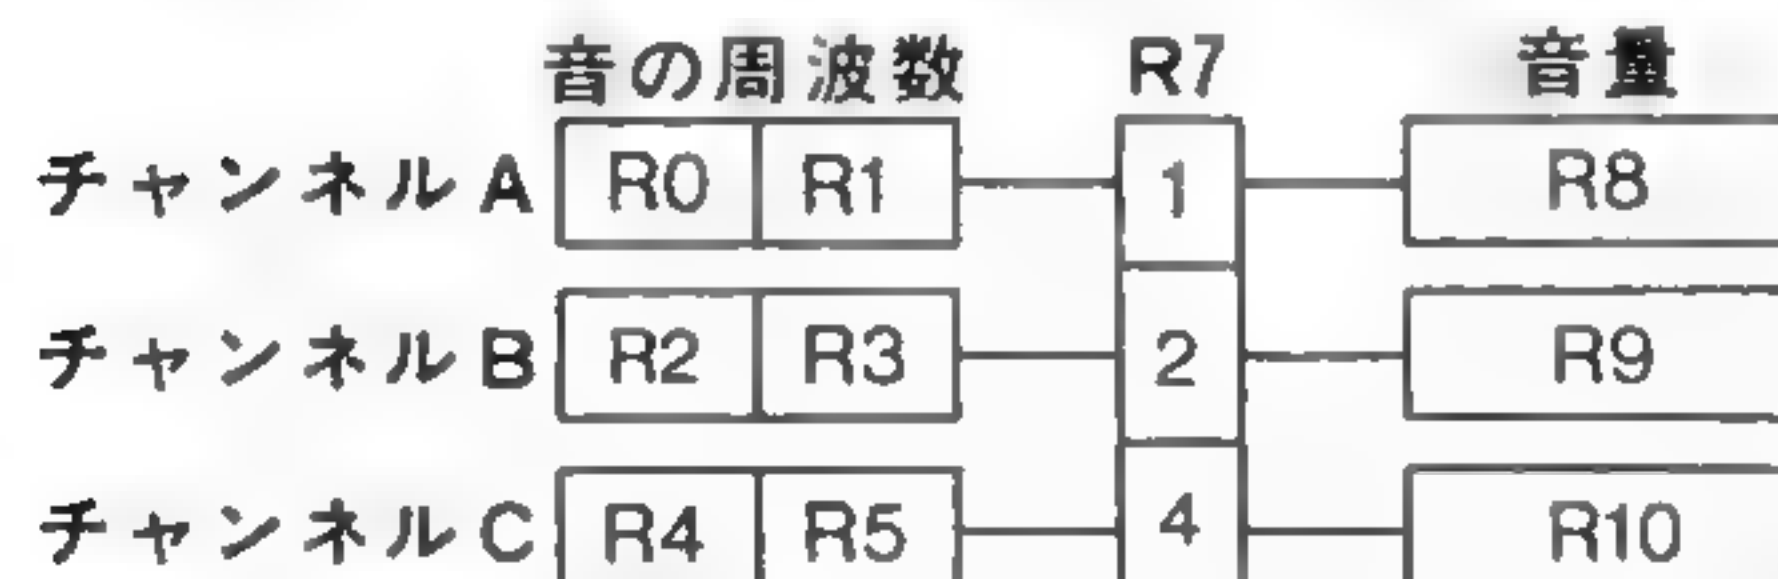 音の周波数 R7 音量
チャンネルA R0 R1 1 R8
チャンネルB R2 R3 2 R9
チャンネルC R4 R5 4 R10